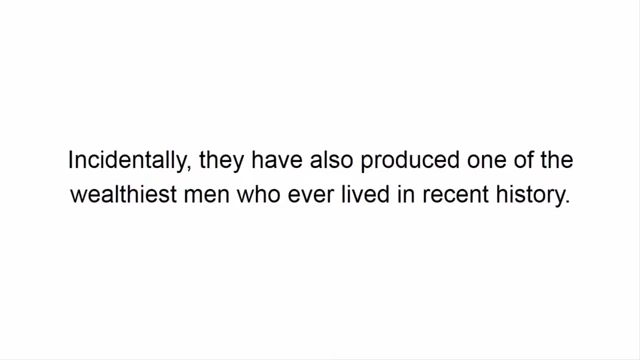 Incidentally, they have also produced one of the
wealthiest men who ever lived in recent history.